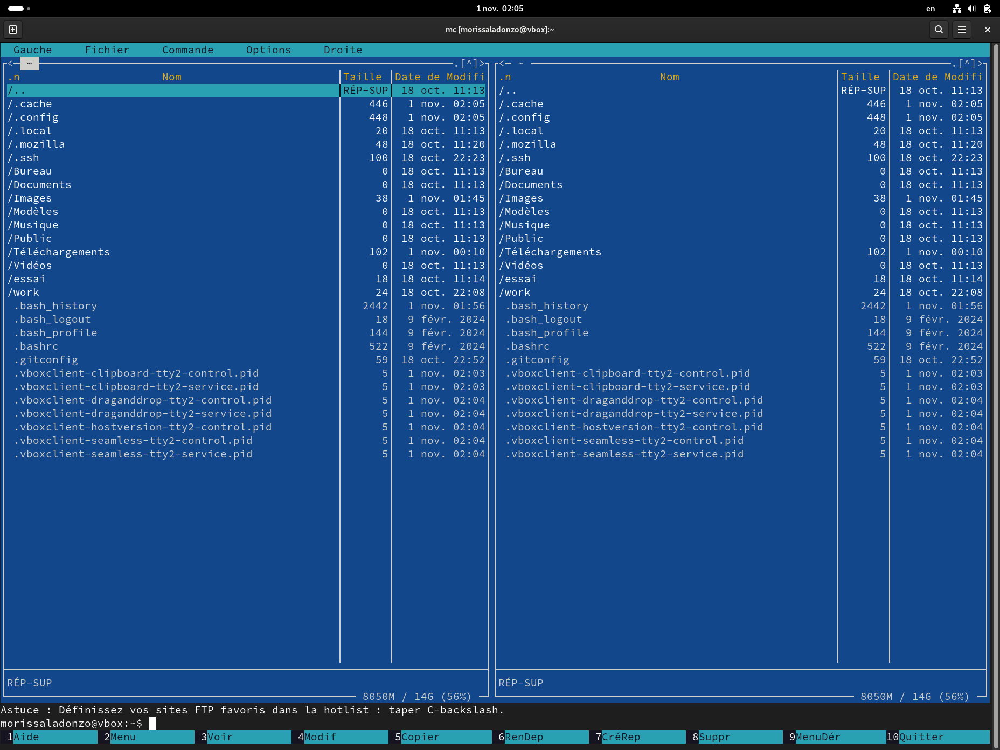 1 nov. 02:05 en
mc [morissaladonzo@vbox]:~
Gauche Fichier Commande Options Droite
<─ ~ ─.[^]>
.n Nom Taille Date de Modifi
/.. RÉP-SUP 18 oct. 11:13
/.cache 446 1 nov. 02:05
/.config 448 1 nov. 02:05
/.local 20 18 oct. 11:13
/.mozilla 48 18 oct. 11:20
/.ssh 100 18 oct. 22:23
/Bureau 0 18 oct. 11:13
/Documents 0 18 oct. 11:13
/Images 38 1 nov. 01:45
/Modèles 0 18 oct. 11:13
/Musique 0 18 oct. 11:13
/Public 0 18 oct. 11:13
/Téléchargements 102 1 nov. 00:10
/Vidéos 0 18 oct. 11:13
/essai 18 18 oct. 11:14
/work 24 18 oct. 22:08
.bash_history 2442 1 nov. 01:56
.bash_logout 18 9 févr. 2024
.bash_profile 144 9 févr. 2024
.bashrc 522 9 févr. 2024
.gitconfig 59 18 oct. 22:52
.vboxclient-clipboard-tty2-control.pid 5 1 nov. 02:03
.vboxclient-clipboard-tty2-service.pid 5 1 nov. 02:03
.vboxclient-draganddrop-tty2-control.pid 5 1 nov. 02:04
.vboxclient-draganddrop-tty2-service.pid 5 1 nov. 02:04
.vboxclient-hostversion-tty2-control.pid 5 1 nov. 02:04
.vboxclient-seamless-tty2-control.pid 5 1 nov. 02:04
.vboxclient-seamless-tty2-service.pid 5 1 nov. 02:04
RÉP-SUP
8050M / 14G (56%)
<─ ~ ─.[^]>
.n Nom Taille Date de Modifi
/.. RÉP-SUP 18 oct. 11:13
/.cache 446 1 nov. 02:05
/.config 448 1 nov. 02:05
/.local 20 18 oct. 11:13
/.mozilla 48 18 oct. 11:20
/.ssh 100 18 oct. 22:23
/Bureau 0 18 oct. 11:13
/Documents 0 18 oct. 11:13
/Images 38 1 nov. 01:45
/Modèles 0 18 oct. 11:13
/Musique 0 18 oct. 11:13
/Public 0 18 oct. 11:13
/Téléchargements 102 1 nov. 00:10
/Vidéos 0 18 oct. 11:13
/essai 18 18 oct. 11:14
/work 24 18 oct. 22:08
.bash_history 2442 1 nov. 01:56
.bash_logout 18 9 févr. 2024
.bash_profile 144 9 févr. 2024
.bashrc 522 9 févr. 2024
.gitconfig 59 18 oct. 22:52
.vboxclient-clipboard-tty2-control.pid 5 1 nov. 02:03
.vboxclient-clipboard-tty2-service.pid 5 1 nov. 02:03
.vboxclient-draganddrop-tty2-control.pid 5 1 nov. 02:04
.vboxclient-draganddrop-tty2-service.pid 5 1 nov. 02:04
.vboxclient-hostversion-tty2-control.pid 5 1 nov. 02:04
.vboxclient-seamless-tty2-control.pid 5 1 nov. 02:04
.vboxclient-seamless-tty2-service.pid 5 1 nov. 02:04
RÉP-SUP
8050M / 14G (56%)
Astuce : Définissez vos sites FTP favoris dans la hotlist : taper C-backslash.
morissaladonzo@vbox:~$
1Aide 2Menu 3Voir 4Modif 5Copier 6RenDep 7CréRep 8Suppr 9MenuDér 10Quitter